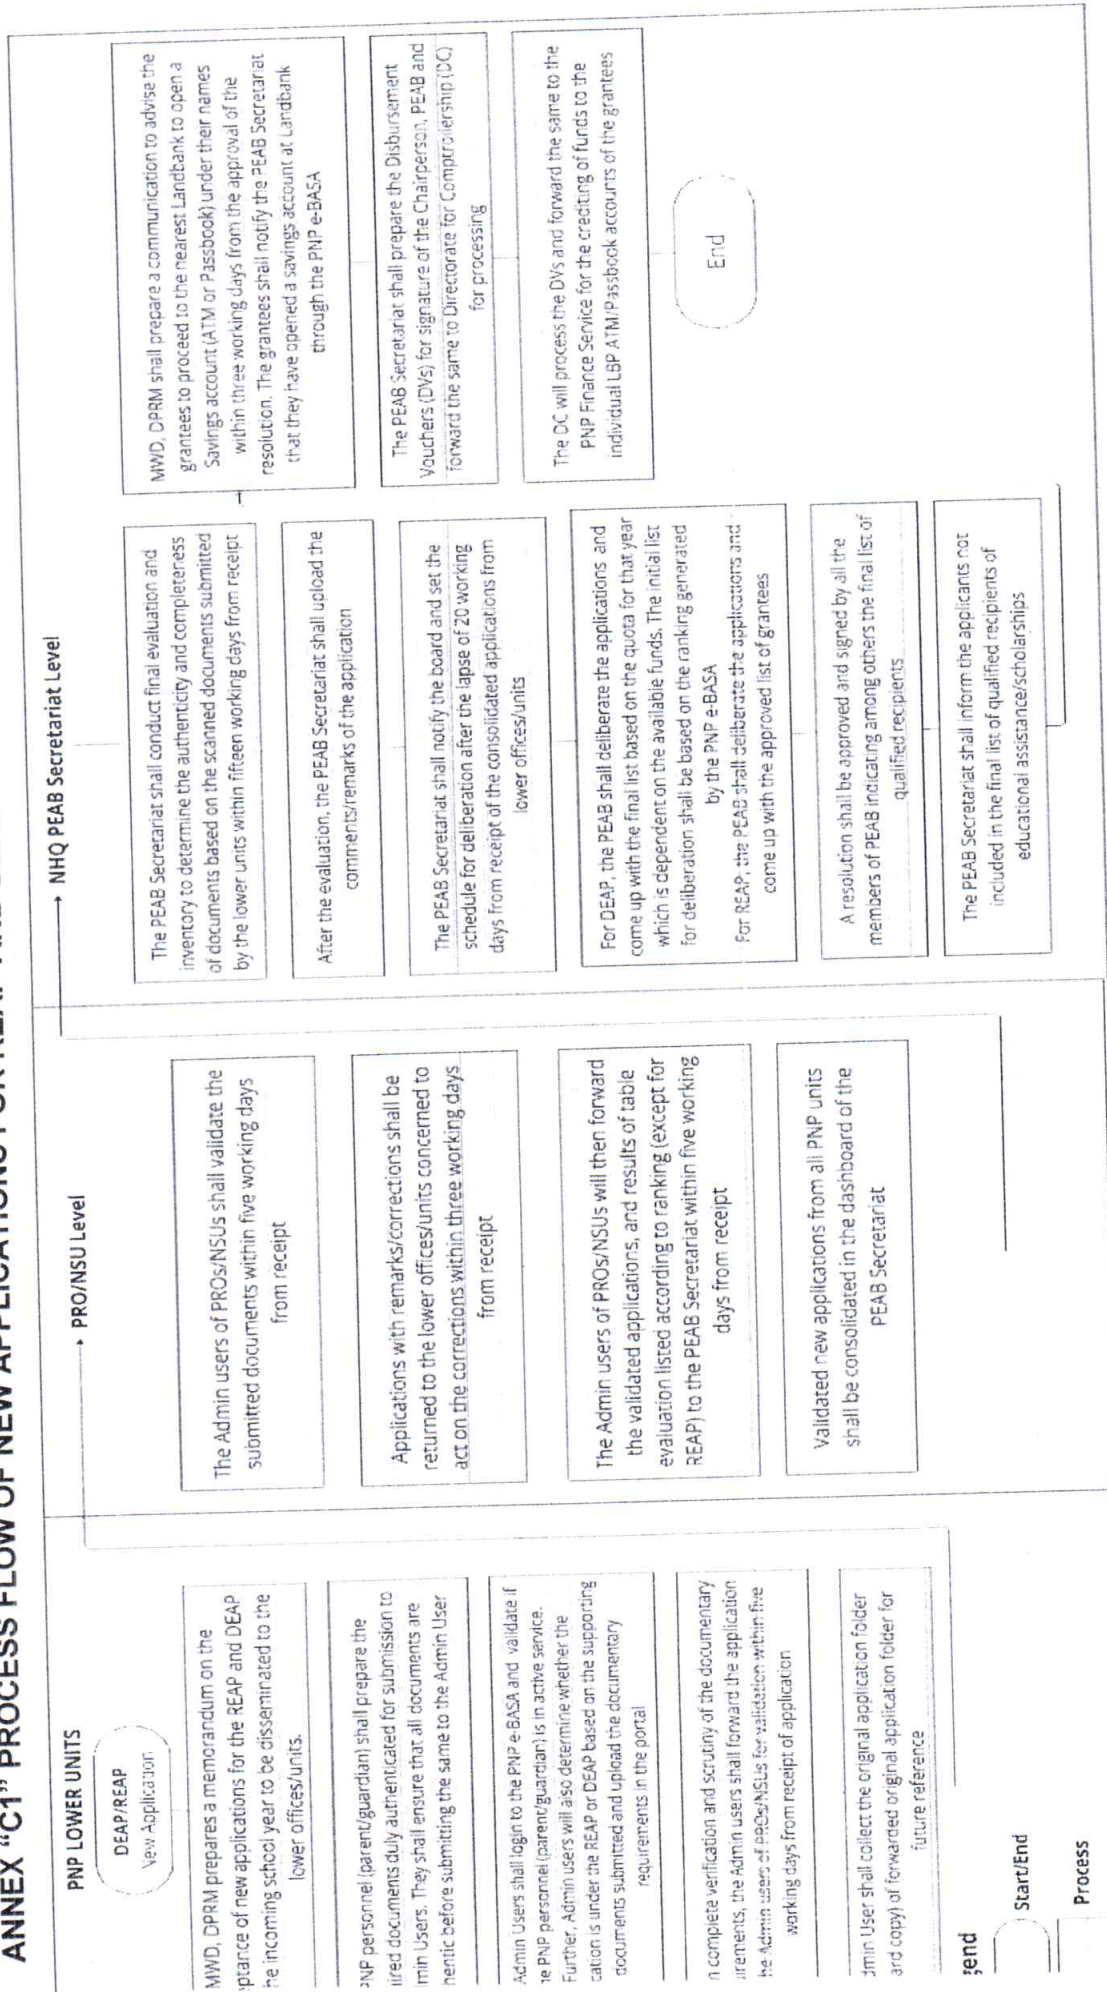 ANNEX "C1" PROCESS FLOW OF NEW APPLICATIONS FOR REAP AND
PNP LOWER UNITS
DEAP/REAP
New Application
MWD, DPRM prepares a memorandum on the
eptance of new applications for the REAP and DEAP
he incoming school year to be disseminated to the
lower offices/units.
PNP personnel (parent/guardian) shall prepare the
ired documents duly authenticated for submission to
min Users. They shall ensure that all documents are
hentic before submitting the same to the Admin User
Admin Users shall login to the PNP e-BASA and validate if
he PNP personnel (parent/guardian) is in active service.
Further, Admin users will also determine whether the
cation is under the REAP or DEAP based on the supporting
documents submitted and upload the documentary
requirements in the portal
n complete verification and scrutiny of the documentary
irements, the Admin users shall forward the application
he Admin users of PROs/NSUs for validation within five
working days from receipt of application
dmin User shall collect the original application folder
ard copy) of forwarded original application folder for
future reference
gend
Start/End
Process
PRO/NSU Level
The Admin users of PROs/NSUs shall validate the
submitted documents within five working days
from receipt
Applications with remarks/corrections shall be
returned to the lower offices/units concerned to
act on the corrections within three working days
from receipt
The Admin users of PROs/NSUs will then forward
the validated applications, and results of table
evaluation listed according to ranking (except for
REAP) to the PEAB Secretariat within five working
days from receipt
Validated new applications from all PNP units
shall be consolidated in the dashboard of the
PEAB Secretariat
NHQ PEAB Secretariat Level
The PEAB Secretariat shall conduct final evaluation and
inventory to determine the authenticity and completeness
of documents based on the scanned documents submitted
by the lower units within fifteen working days from receipt
After the evaluation, the PEAB Secretariat shall upload the
comments/remarks of the application
The PEAB Secretariat shall notify the board and set the
schedule for deliberation after the lapse of 20 working
days from receipt of the consolidated applications from
lower offices/units
For DEAP, the PEAB shall deliberate the applications and
come up with the final list based on the quota for that year
which is dependent on the available funds. The initial list
for deliberation shall be based on the ranking generated
by the PNP e-BASA
For REAP, the PEAB shall deliberate the applications and
come up with the approved list of grantees
A resolution shall be approved and signed by all the
members of PEAB indicating among others the final list of
qualified recipients
The PEAB Secretariat shall inform the applicants not
included in the final list of qualified recipients of
educational assistance/scholarships
MWD, DPRM shall prepare a communication to advise the
grantees to proceed to the nearest Landbank to open a
Savings account (ATM or Passbook) under their names
within three working days from the approval of the
resolution. The grantees shall notify the PEAB Secretariat
that they have opened a savings account at Landbank
through the PNP e-BASA
The PEAB Secretariat shall prepare the Disbursement
Vouchers (DVs) for signature of the Chairperson, PEAB and
forward the same to Directorate for Comptrollership (DC)
for processing
The DC will process the DVs and forward the same to the
PNP Finance Service for the crediting of funds to the
individual LBP ATM/Passbook accounts of the grantees
End